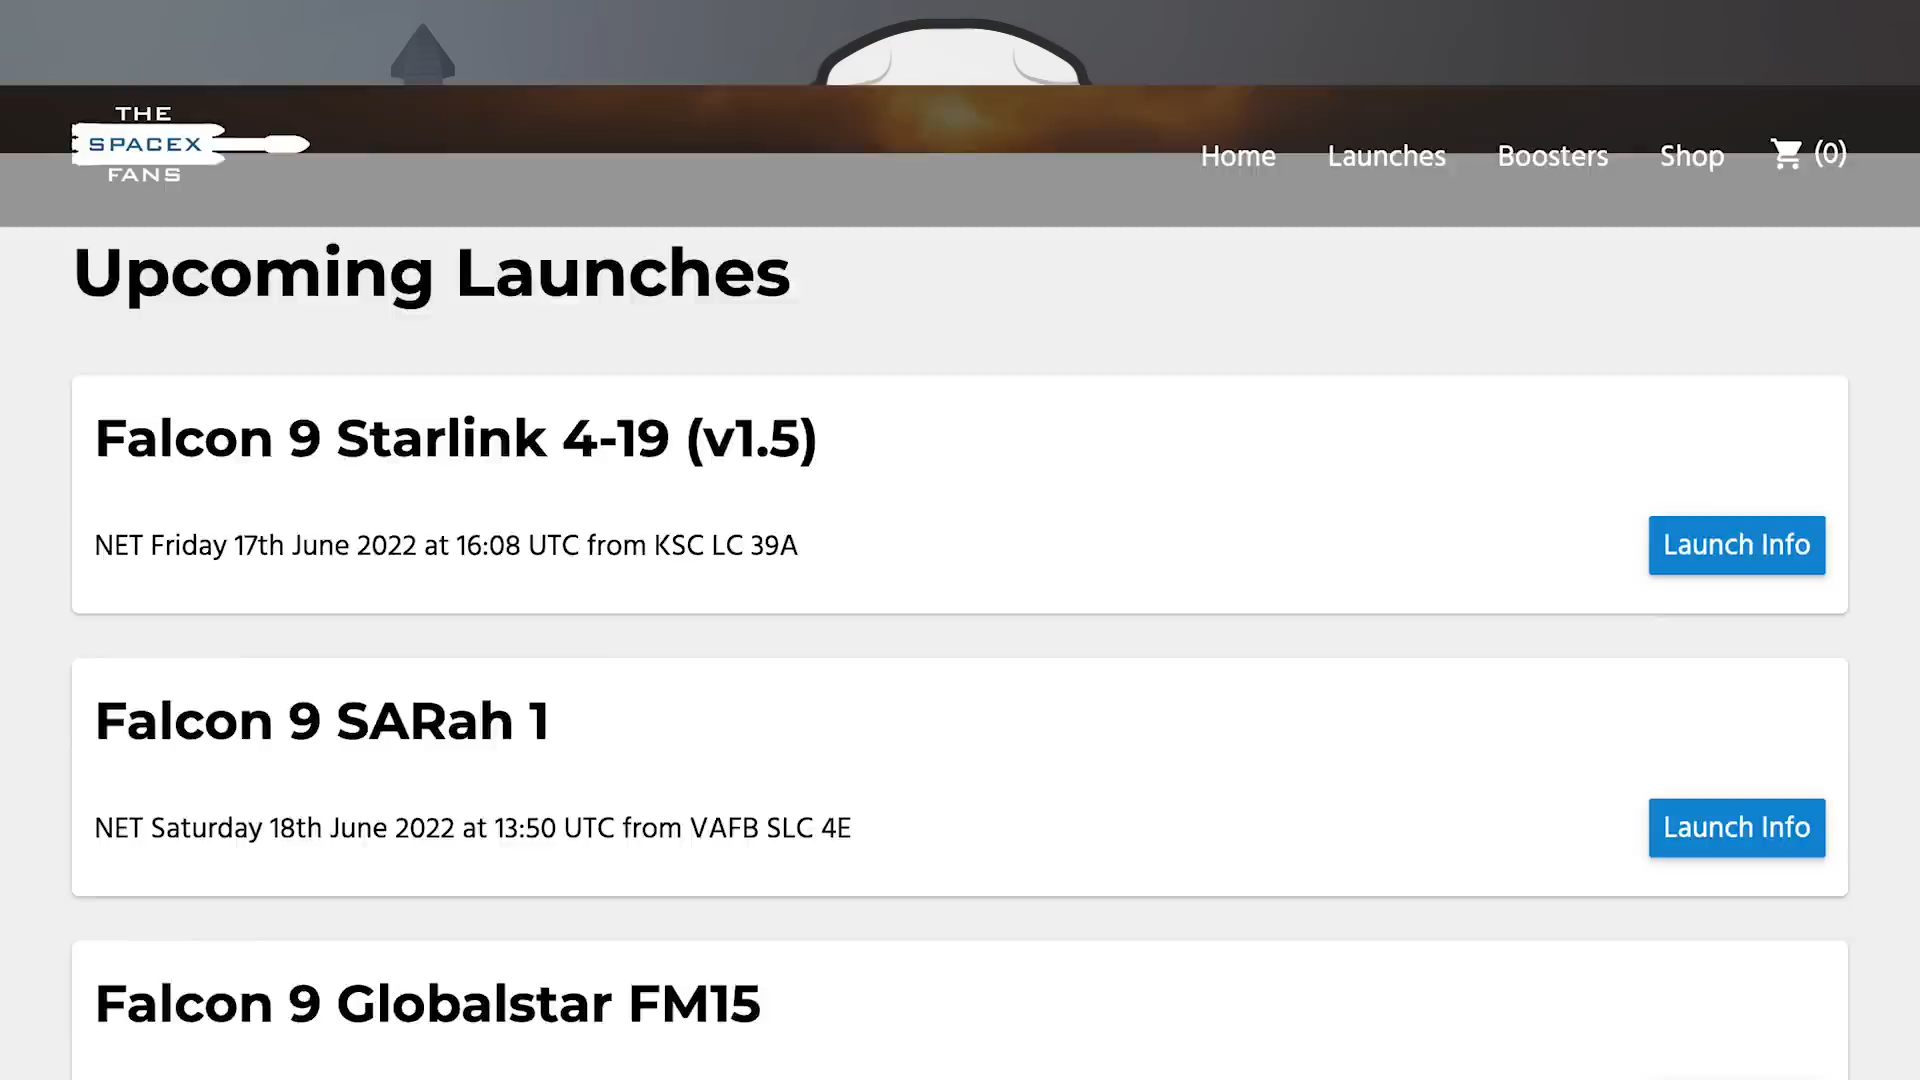 THE
SPACEX
FANS
Home
Launches
Boosters
Shop
(0)
Upcoming Launches
Falcon 9 Starlink 4-19 (v1.5)
NET Friday 17th June 2022 at 16:08 UTC from KSC LC 39A
Launch Info
Falcon 9 SARah 1
NET Saturday 18th June 2022 at 13:50 UTC from VAFB SLC 4E
Launch Info
Falcon 9 Globalstar FM15